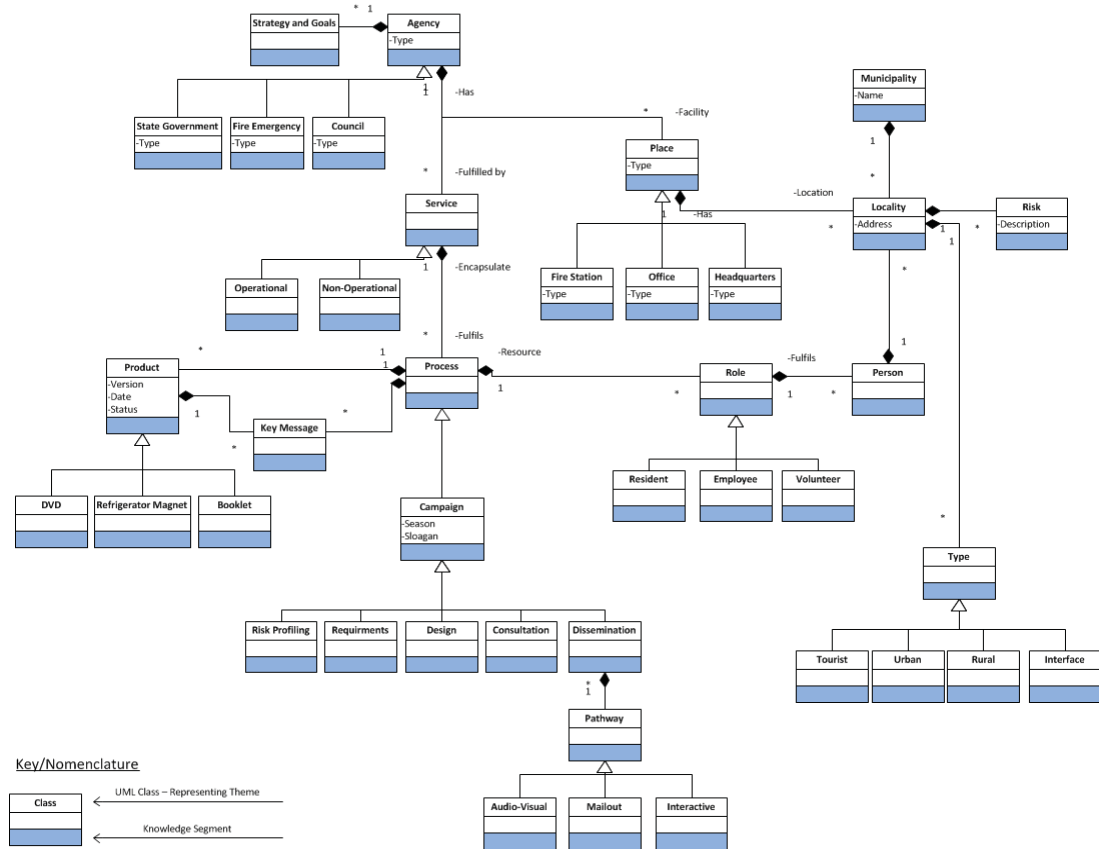 Strategy and Goals
* 1
Agency
-Type
1
1
-Has
State Government
-Type
Fire Emergency
-Type
Council
-Type
* -Facility
Place
-Type
Municipality
-Name
1
*
* -Fulfilled by
Service
1
-Has
-Location
*
Locality
-Address
1
1
*
Risk
-Description
1 -Encapsulate
Operational
Non-Operational
Fire Station
-Type
Office
-Type
Headquarters
-Type
*
1
* -Fulfils
-Resource
-Fulfils
Product
-Version
-Date
-Status
*
1
1
Process
1
*
Role
1
*
Person
1
*
*
Key Message
DVD
Refrigerator Magnet
Booklet
Resident
Employee
Volunteer
Campaign
-Season
-Sloagan
*
Type
Risk Profiling
Requirments
Design
Consultation
Dissemination
Tourist
Urban
Rural
Interface
*
1
Pathway
Audio-Visual
Mailout
Interactive
Key/Nomenclature
Class
UML Class – Representing Theme
Knowledge Segment